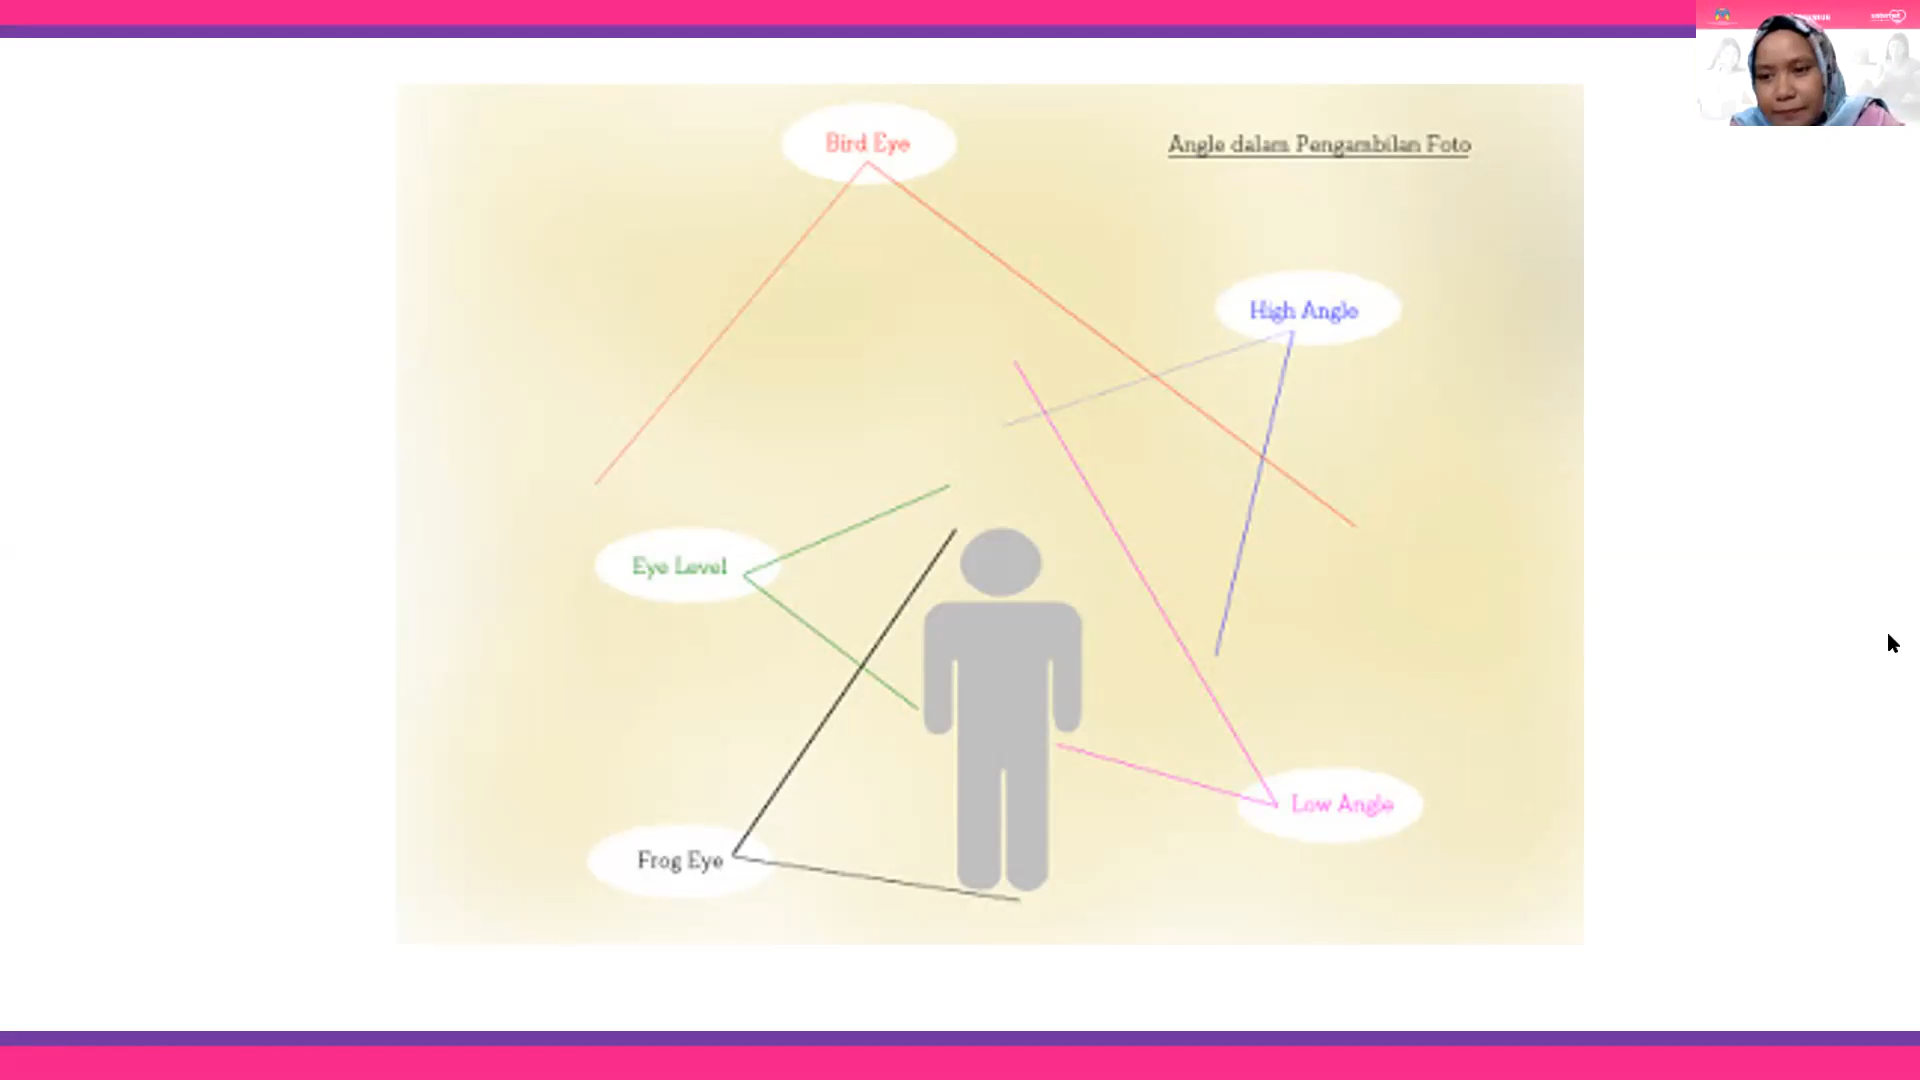 Bird Eye
Angle dalam Pengambilan Foto
High Angle
Eye Level
Low Angle
Frog Eye